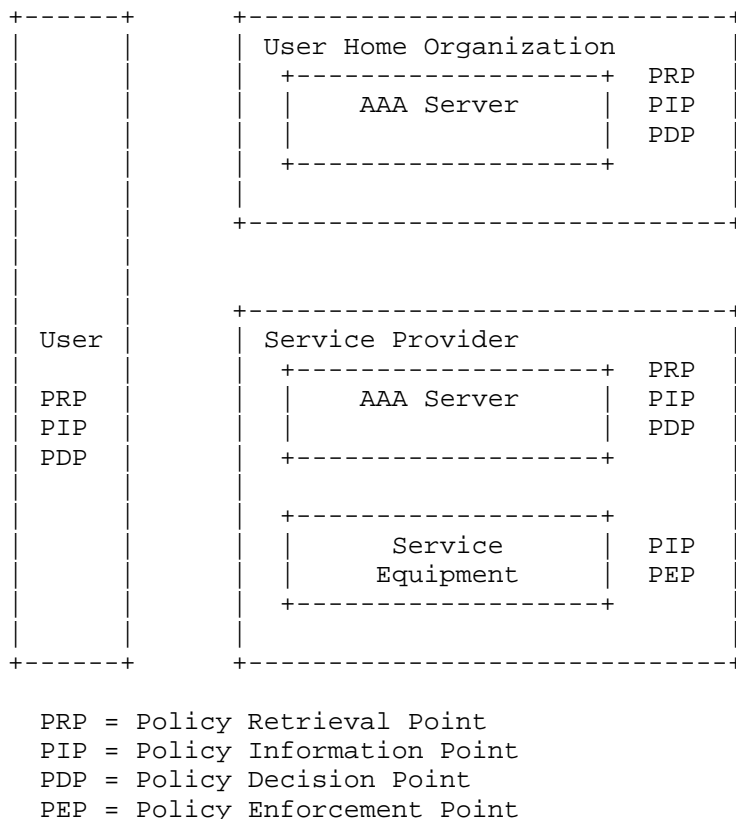 User Home Organization
PRP
AAA Server PIP
PDP
User
Service Provider
PRP
PRP
AAA Server PIP
PIP
PDP
PDP
Service PIP
Equipment PEP
PRP = Policy Retrieval Point
PIP = Policy Information Point
PDP = Policy Decision Point
PEP = Policy Enforcement Point